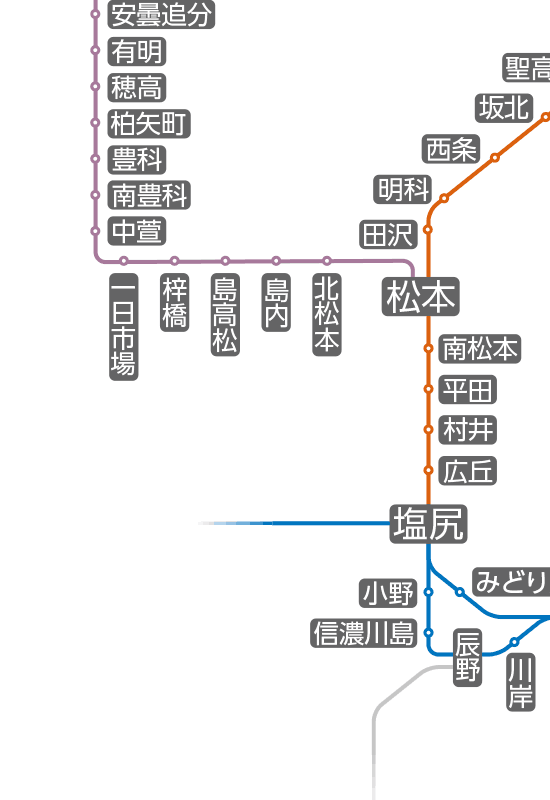 安曇追分
有明
穂高
柏矢町
豊科
南豊科
中萱
一日市場
梓橋
島高松
島内
北松本
聖高
坂北
西条
明科
田沢
松本
南松本
平田
村井
広丘
塩尻
みどり
小野
信濃川島
辰野
川岸